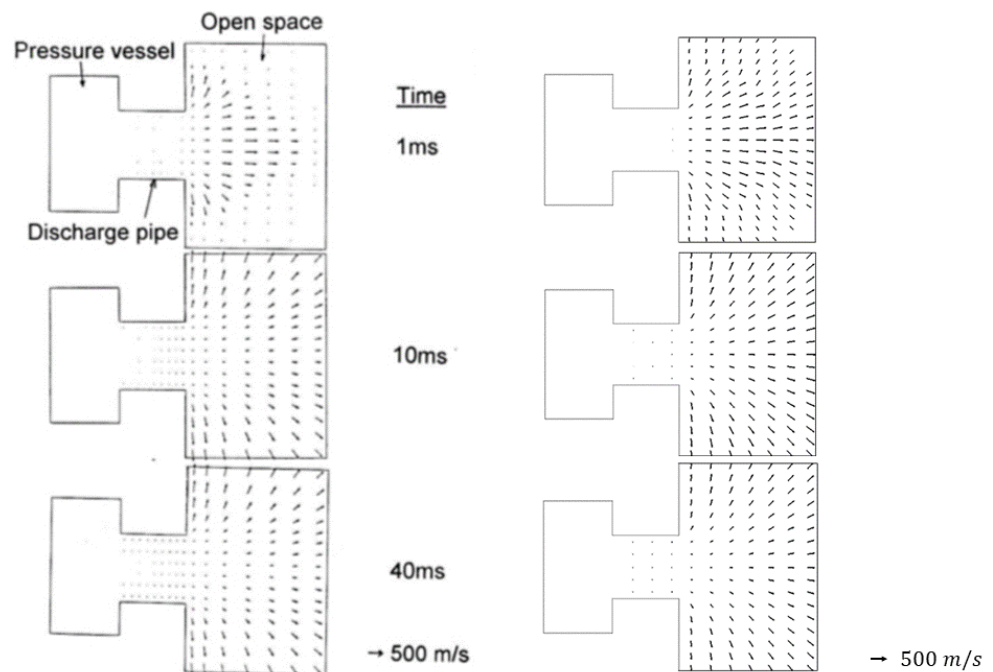 Open space
Pressure vessel
Time
1ms
Discharge pipe
10ms
40ms
→ 500 m/s
→ 500 m/s